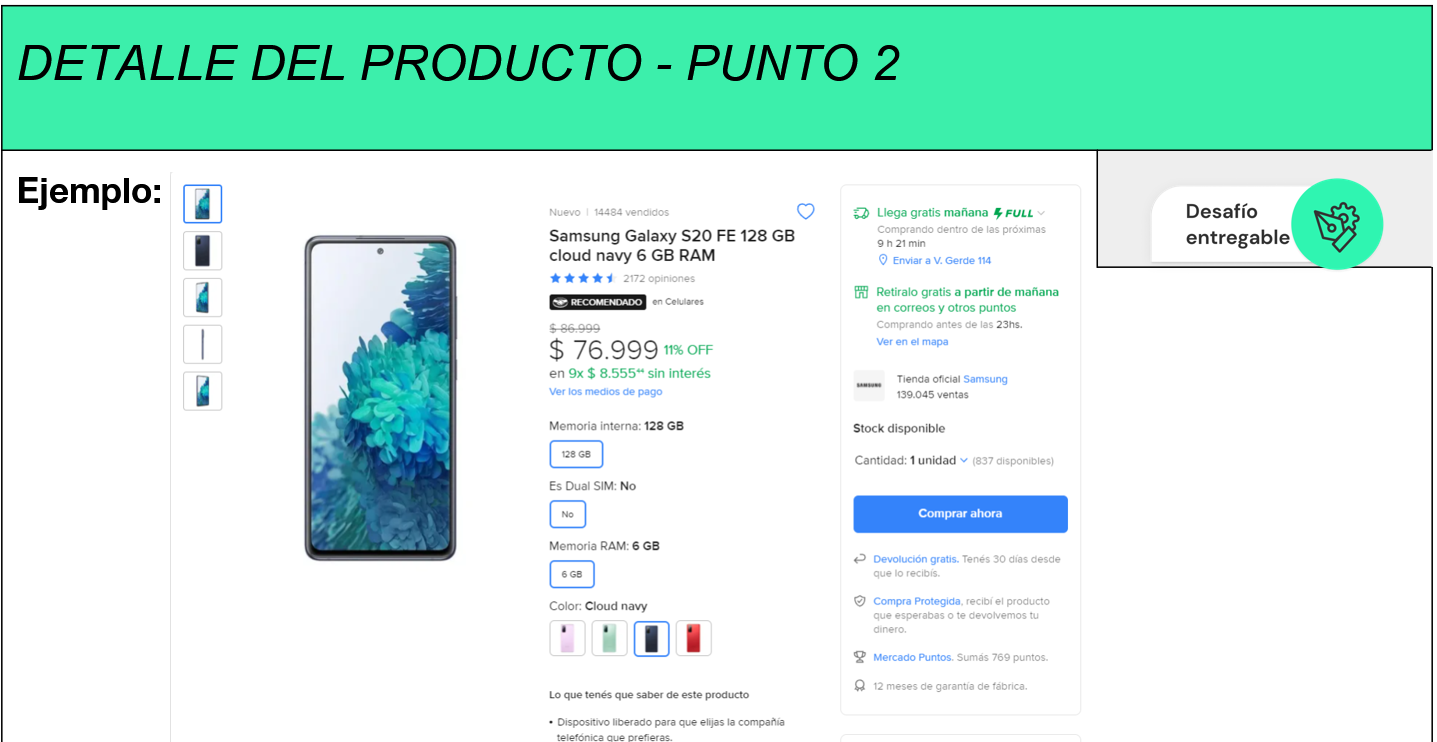 DETALLE DEL PRODUCTO - PUNTO 2
Ejemplo:
Desafío
entregable
Nuevo | 14484 vendidos
Samsung Galaxy S20 FE 128 GB
cloud navy 6 GB RAM
2172 opiniones
RECOMENDADO en Celulares
$ 86.999
$ 76.999 11% OFF
en 9x $ 8.555⁴⁴ sin interés
Ver los medios de pago
Memoria interna: 128 GB
128 GB
Es Dual SIM: No
No
Memoria RAM: 6 GB
6 GB
Color: Cloud navy
Lo que tenés que saber de este producto
• Dispositivo liberado para que elijas la compañía
telefónica que prefieras.
Llega gratis mañana FULL
Comprando dentro de las próximas
9 h 21 min
Enviar a V. Gerde 114
Retiralo gratis a partir de mañana
en correos y otros puntos
Comprando antes de las 23hs.
Ver en el mapa
SAMSUNG
Tienda oficial Samsung
139.045 ventas
Stock disponible
Cantidad: 1 unidad (837 disponibles)
Comprar ahora
Devolución gratis. Tenés 30 días desde
que lo recibís.
Compra Protegida, recibí el producto
que esperabas o te devolvemos tu
dinero.
Mercado Puntos. Sumás 769 puntos.
12 meses de garantía de fábrica.